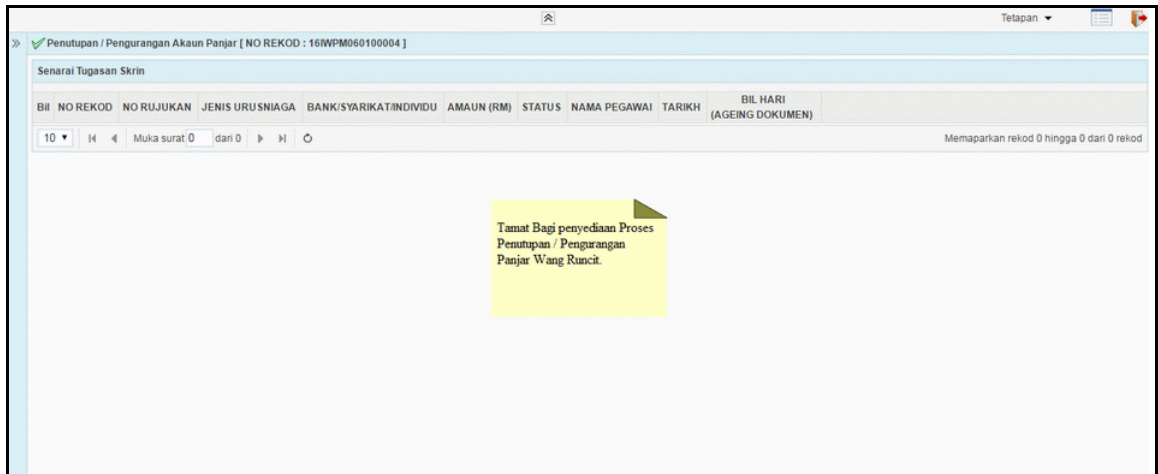 Tetapan
Penutupan / Pengurangan Akaun Panjar [ NO REKOD : 16IWPM060100004 ]
Senarai Tugasan Skrin
Bil NO REKOD NO RUJUKAN JENIS URUSNIAGA BANK/SYARIKAT/INDIVIDU AMAUN (RM) STATUS NAMA PEGAWAI TARIKH BIL HARI
(AGEING DOKUMEN)
10 Muka surat 0 dari 0 Memaparkan rekod 0 hingga 0 dari 0 rekod
Tamat Bagi penyediaan Proses
Penutupan / Pengurangan
Panjar Wang Runcit.